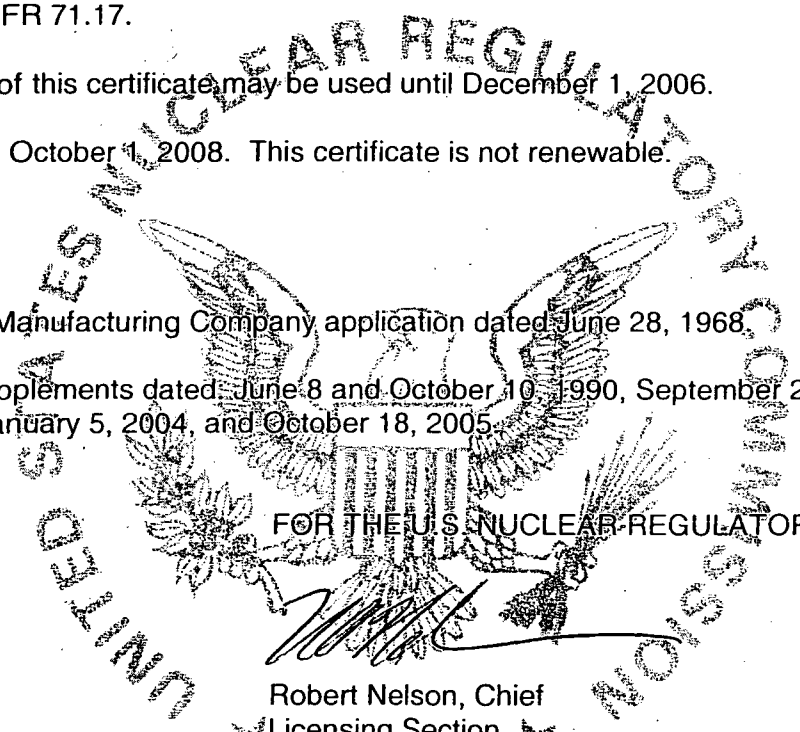 FR 71.17.
of this certificate may be used until December 1, 2006.
October 1, 2008. This certificate is not renewable.
Manufacturing Company application dated June 28, 1968.
pplements dated: June 8 and October 10, 1990, September 2
anuary 5, 2004, and October 18, 2005.
FOR THE U.S. NUCLEAR REGULATOR
Robert Nelson, Chief
Licensing Section
UNITED STATES NUCLEAR REGULATORY COMMISSION